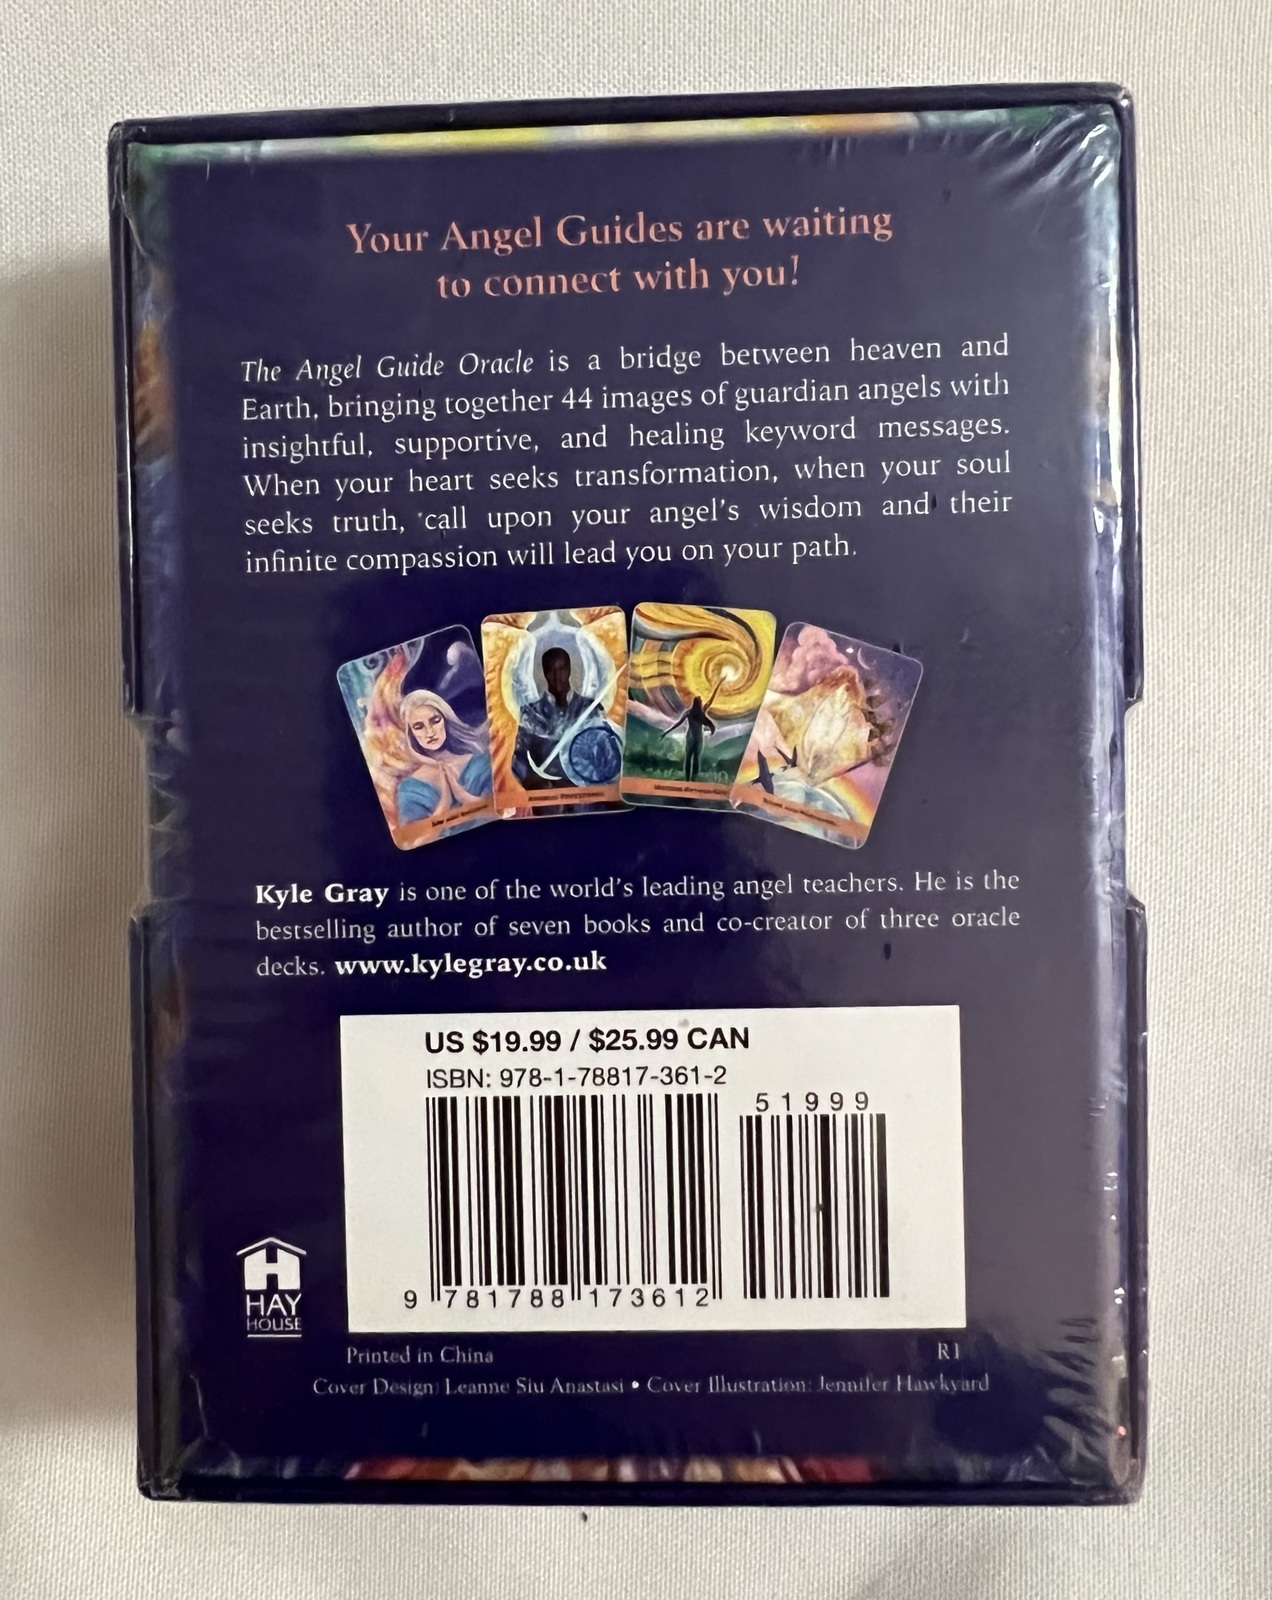 Your Angel Guides are waiting
to connect with you!
The Angel Guide Oracle is a bridge between heaven and
Earth, bringing together 44 images of guardian angels with
insightful, supportive, and healing keyword messages.
When your heart seeks transformation, when your soul
seeks truth, call upon your angel's wisdom and their
infinite compassion will lead you on your path.
Kyle Gray is one of the world's leading angel teachers. He is the
bestselling author of seven books and co-creator of three oracle
decks. www.kylegray.co.uk
US $19.99 / $25.99 CAN
ISBN: 978-1-78817-361-2
51999
9 781788 173612
HAY
HOUSE
Printed in China
R1
Cover Design: Leanne Siu Anastasi • Cover Illustration: Jennifer Hawkyard